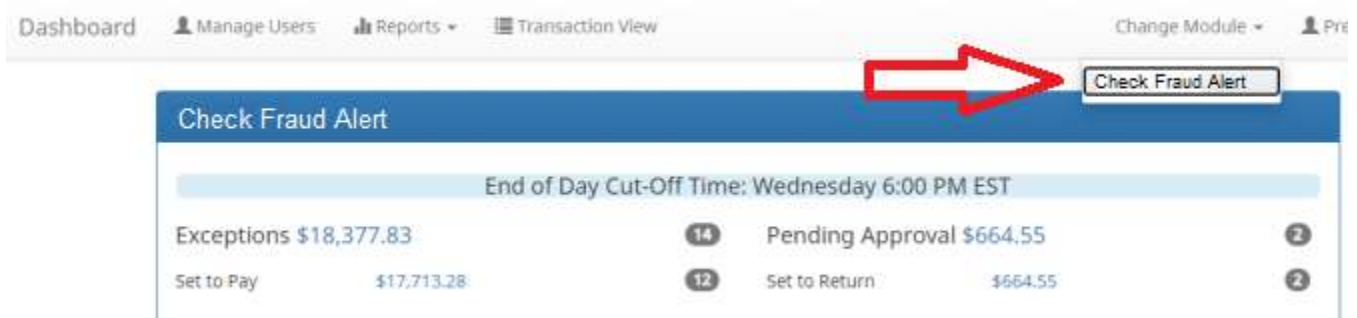 Dashboard Manage Users Reports Transaction View Change Module Pre
Check Fraud Alert
Check Fraud Alert
End of Day Cut-Off Time: Wednesday 6:00 PM EST
Exceptions $18,377.83 14 Pending Approval $664.55 2
Set to Pay $17,713.28 12 Set to Return $664.55 2